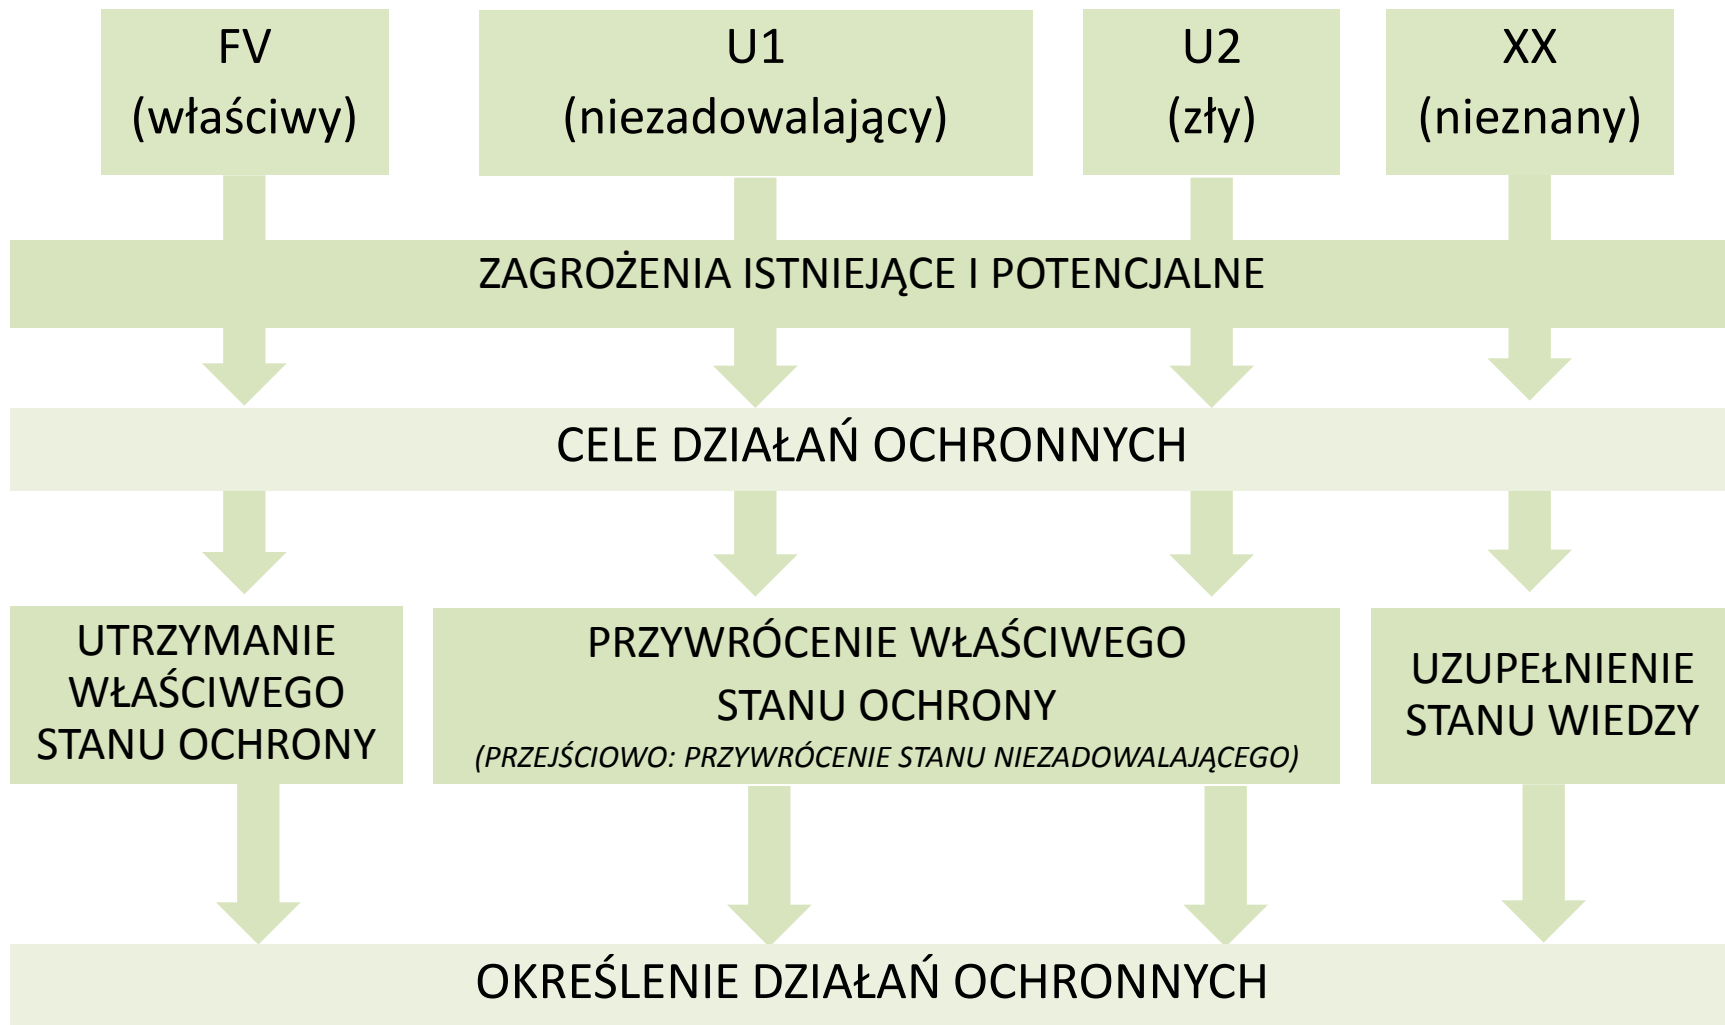 FV
(właściwy)
U1
(niezadowalający)
U2
(zły)
XX
(nieznany)
ZAGROŻENIA ISTNIEJĄCE I POTENCJALNE
CELE DZIAŁAŃ OCHRONNYCH
UTRZYMANIE
WŁAŚCIWEGO
STANU OCHRONY
PRZYWRÓCENIE WŁAŚCIWEGO
STANU OCHRONY
(PRZEJŚCIOWO: PRZYWRÓCENIE STANU NIEZADOWALAJĄCEGO)
UZUPEŁNIENIE
STANU WIEDZY
OKREŚLENIE DZIAŁAŃ OCHRONNYCH